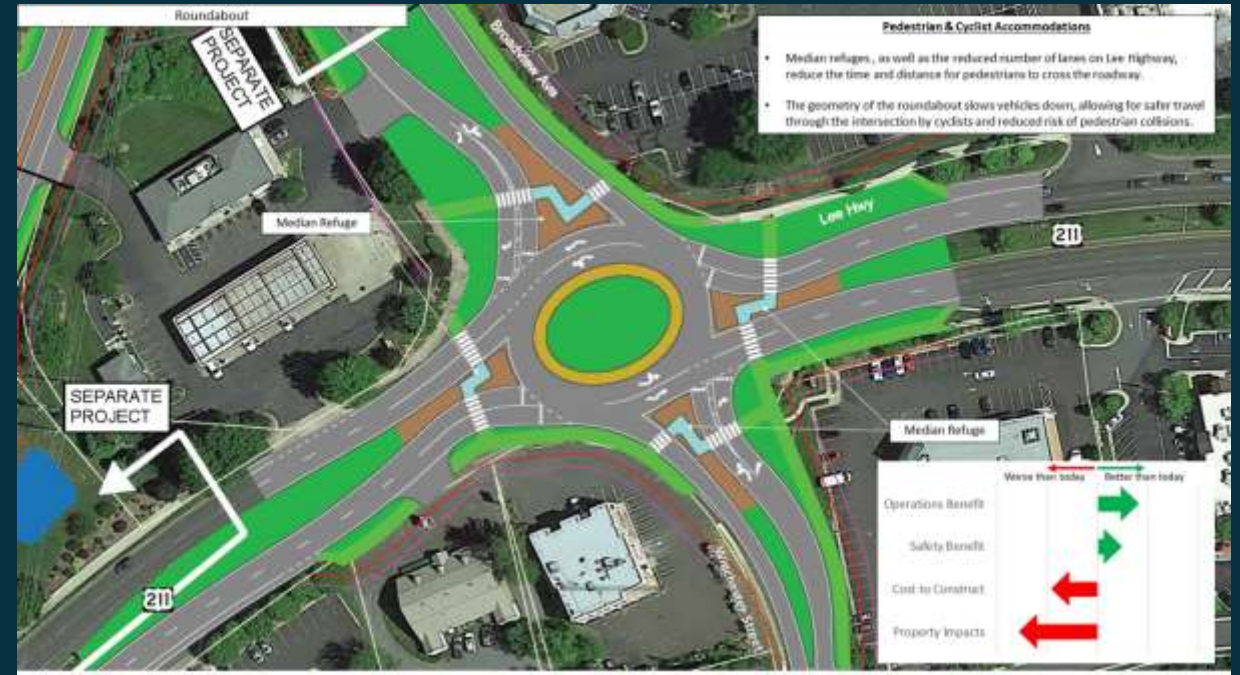 Roundabout
SEPARATE
PROJECT
Broadview Ave
Pedestrian & Cyclist Accommodations
• Median refuges , as well as the reduced number of lanes on Lee Highway,
reduce the time and distance for pedestrians to cross the roadway.
• The geometry of the roundabout slows vehicles down, allowing for safer travel
through the intersection by cyclists and reduced risk of pedestrian collisions.
Lee Hwy
211
Median Refuge
SEPARATE
PROJECT
Median Refuge
211
Winchester Street
Worse than today
Better than today
Operations Benefit
Safety Benefit
Cost to Construct
Property Impacts